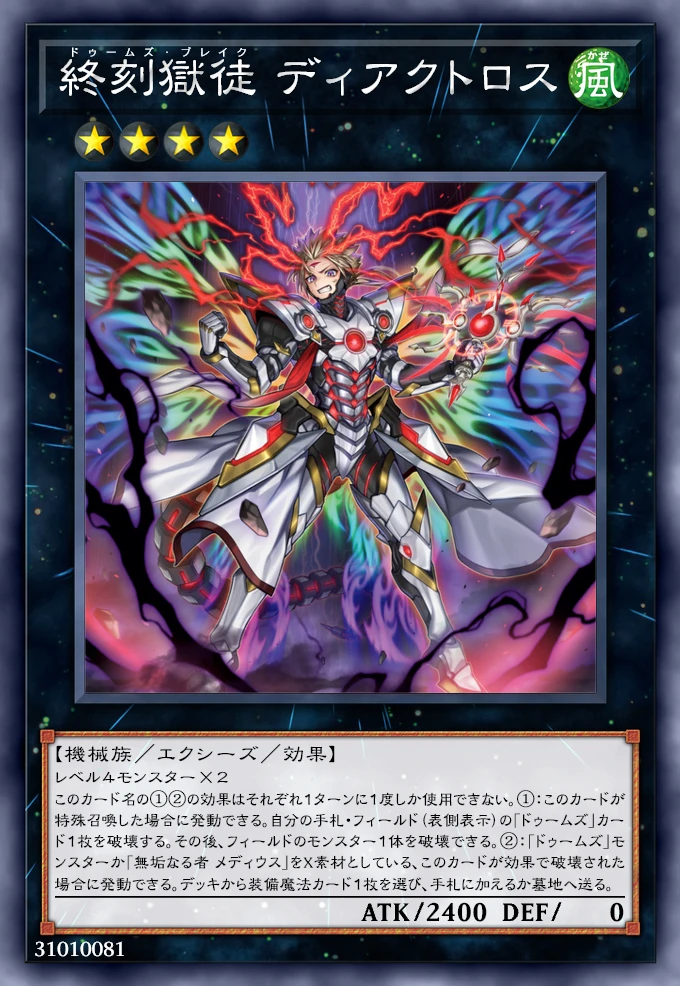 ドゥームズ・ブレイク
終刻獄徒 ディアクトロス
かぜ
風
【機械族／エクシーズ／効果】
レベル４モンスター×２
このカード名の①②の効果はそれぞれ１ターンに１度しか使用できない。①：このカードが
特殊召喚した場合に発動できる。自分の手札・フィールド（表側表示）の「ドゥームズ」カー
ド１枚を破壊する。その後、フィールドのモンスター１体を破壊できる。②：「ドゥームズ」モ
ンスターか「無垢なる者 メディウス」をX素材としている、このカードが効果で破壊された
場合に発動できる。デッキから装備魔法カード１枚を選び、手札に加えるか墓地へ送る。
ATK/2400 DEF/ 0
31010081